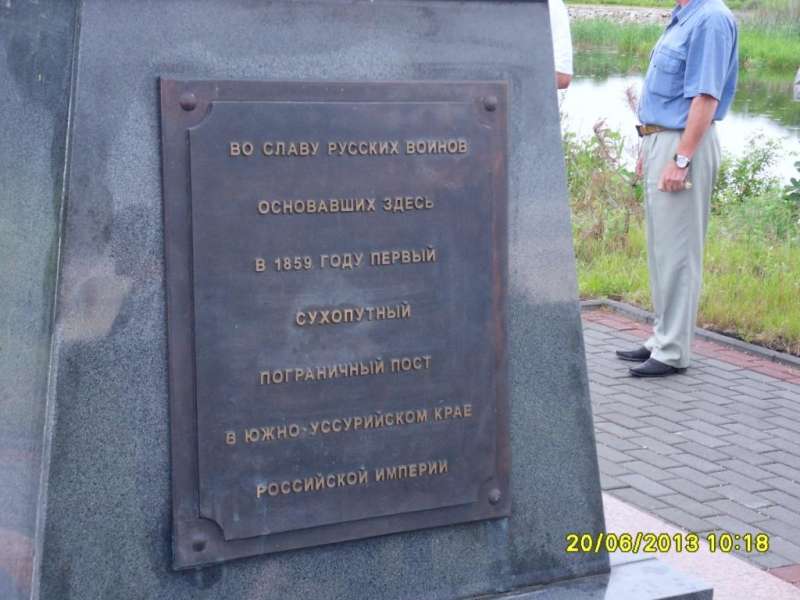 ВО СЛАВУ РУССКИХ ВОИНОВ
ОСНОВАВШИХ ЗДЕСЬ
В 1859 ГОДУ ПЕРВЫЙ
СУХОПУТНЫЙ
ПОГРАНИЧНЫЙ ПОСТ
В ЮЖНО-УССУРИЙСКОМ КРАЕ
РОССИЙСКОЙ ИМПЕРИИ
20/06/2013 10:18